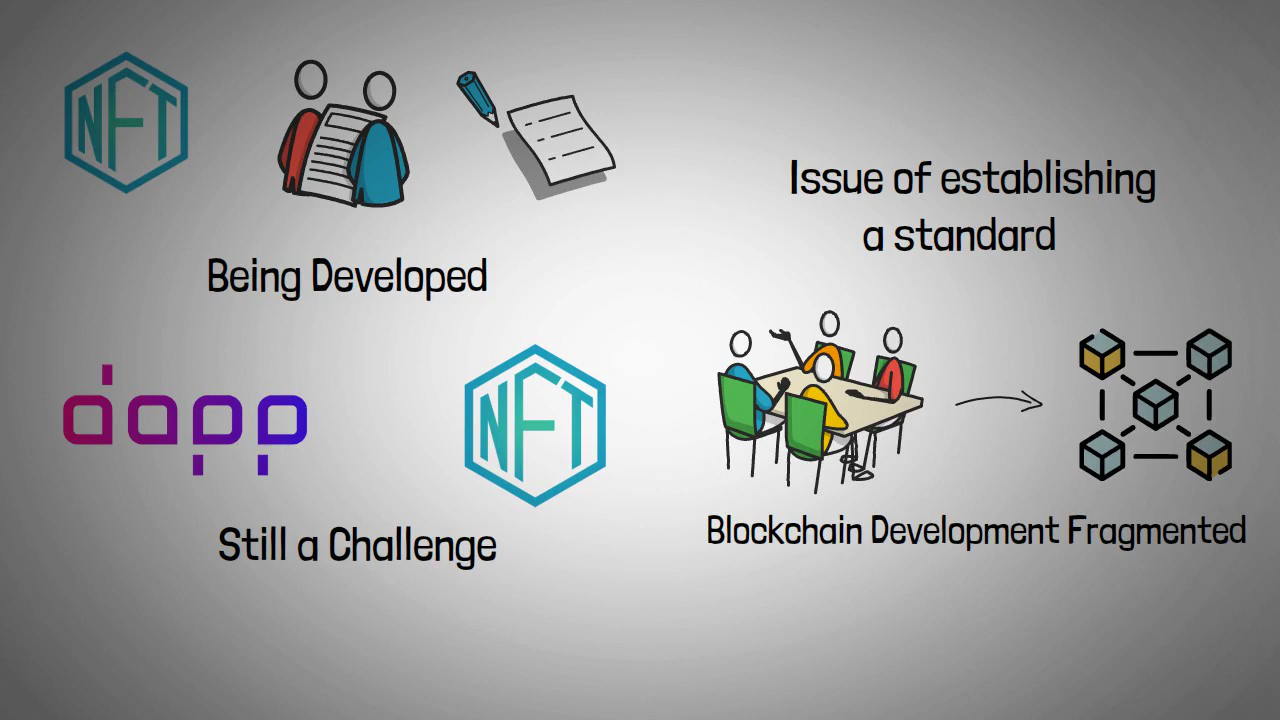 NFT
Being Developed
dapp
NFT
Still a Challenge
Issue of establishing
a standard
Blockchain Development Fragmented